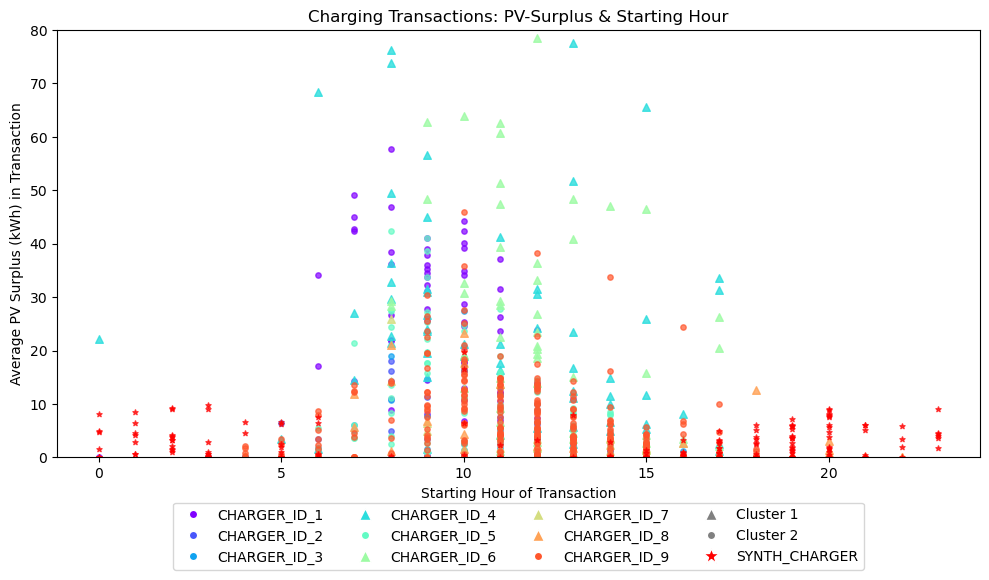 Charging Transactions: PV-Surplus & Starting Hour
Average PV Surplus (kWh) in Transaction
80
70
60
50
40
30
20
10
0
0 5 10 15 20
Starting Hour of Transaction
CHARGER_ID_1 CHARGER_ID_4 CHARGER_ID_7 Cluster 1
CHARGER_ID_2 CHARGER_ID_5 CHARGER_ID_8 Cluster 2
CHARGER_ID_3 CHARGER_ID_6 CHARGER_ID_9 SYNTH_CHARGER